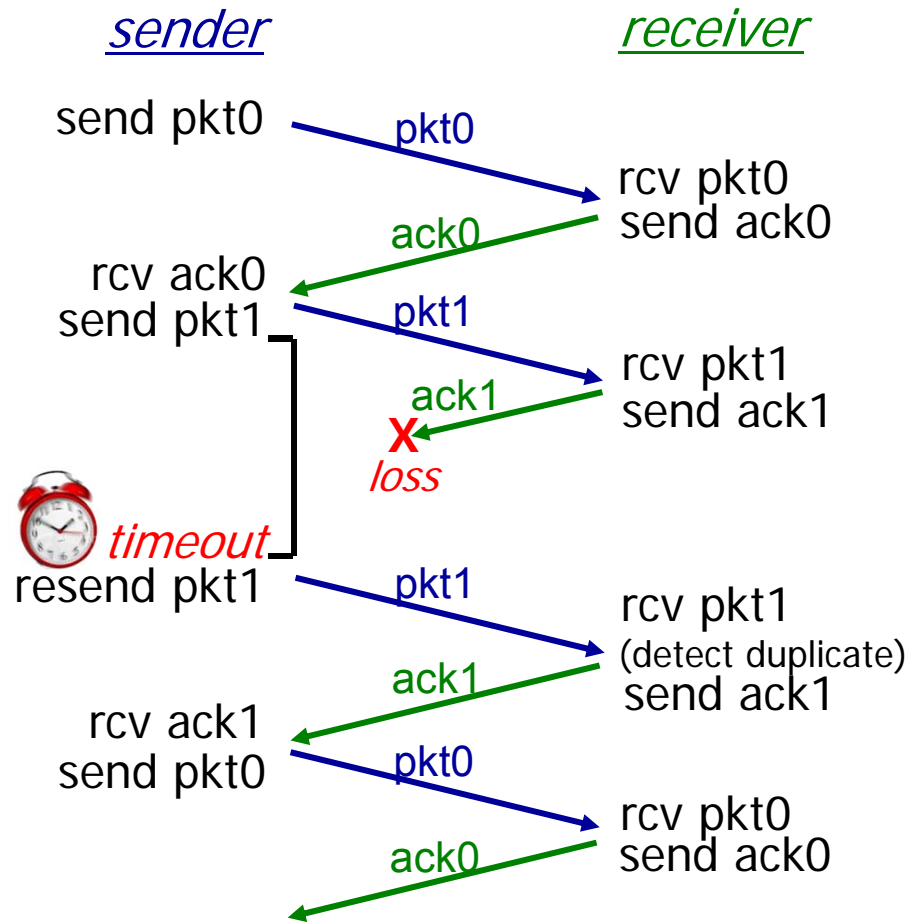 sender
receiver
send pkt0
pkt0
rcv pkt0
send ack0
ack0
rcv ack0
send pkt1
pkt1
rcv pkt1
send ack1
ack1
X
loss
timeout
resend pkt1
pkt1
rcv pkt1
(detect duplicate)
send ack1
ack1
rcv ack1
send pkt0
pkt0
rcv pkt0
send ack0
ack0